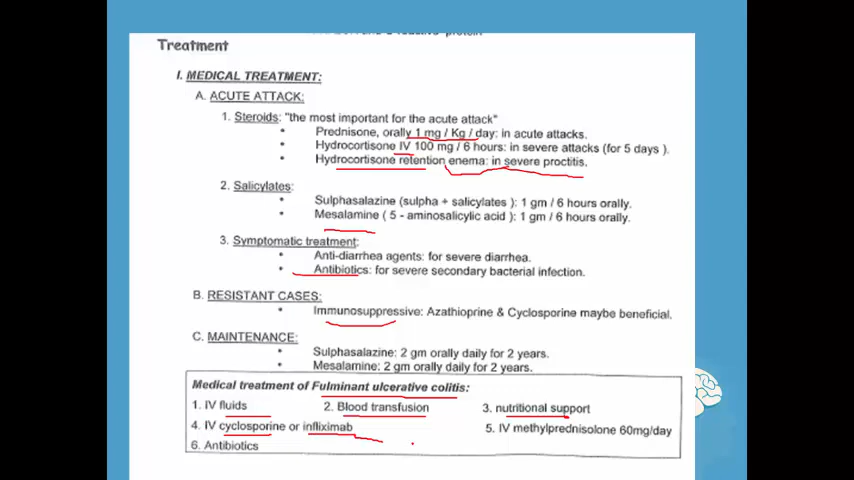 Treatment
I. MEDICAL TREATMENT:
A. ACUTE ATTACK:
1. Steroids: "the most important for the acute attack"
• Prednisone, orally 1 mg / Kg / day: in acute attacks.
• Hydrocortisone IV 100 mg / 6 hours: in severe attacks (for 5 days ).
• Hydrocortisone retention enema: in severe proctitis.
2. Salicylates:
• Sulphasalazine (sulpha + salicylates ): 1 gm / 6 hours orally.
• Mesalamine ( 5 - aminosalicylic acid ): 1 gm / 6 hours orally.
3. Symptomatic treatment:
• Anti-diarrhea agents: for severe diarrhea.
• Antibiotics: for severe secondary bacterial infection.
B. RESISTANT CASES:
• Immunosuppressive: Azathioprine & Cyclosporine maybe beneficial.
C. MAINTENANCE:
• Sulphasalazine: 2 gm orally daily for 2 years.
• Mesalamine: 2 gm orally daily for 2 years.
Medical treatment of Fulminant ulcerative colitis:
1. IV fluids 2. Blood transfusion 3. nutritional support
4. IV cyclosporine or infliximab 5. IV methylprednisolone 60mg/day
6. Antibiotics